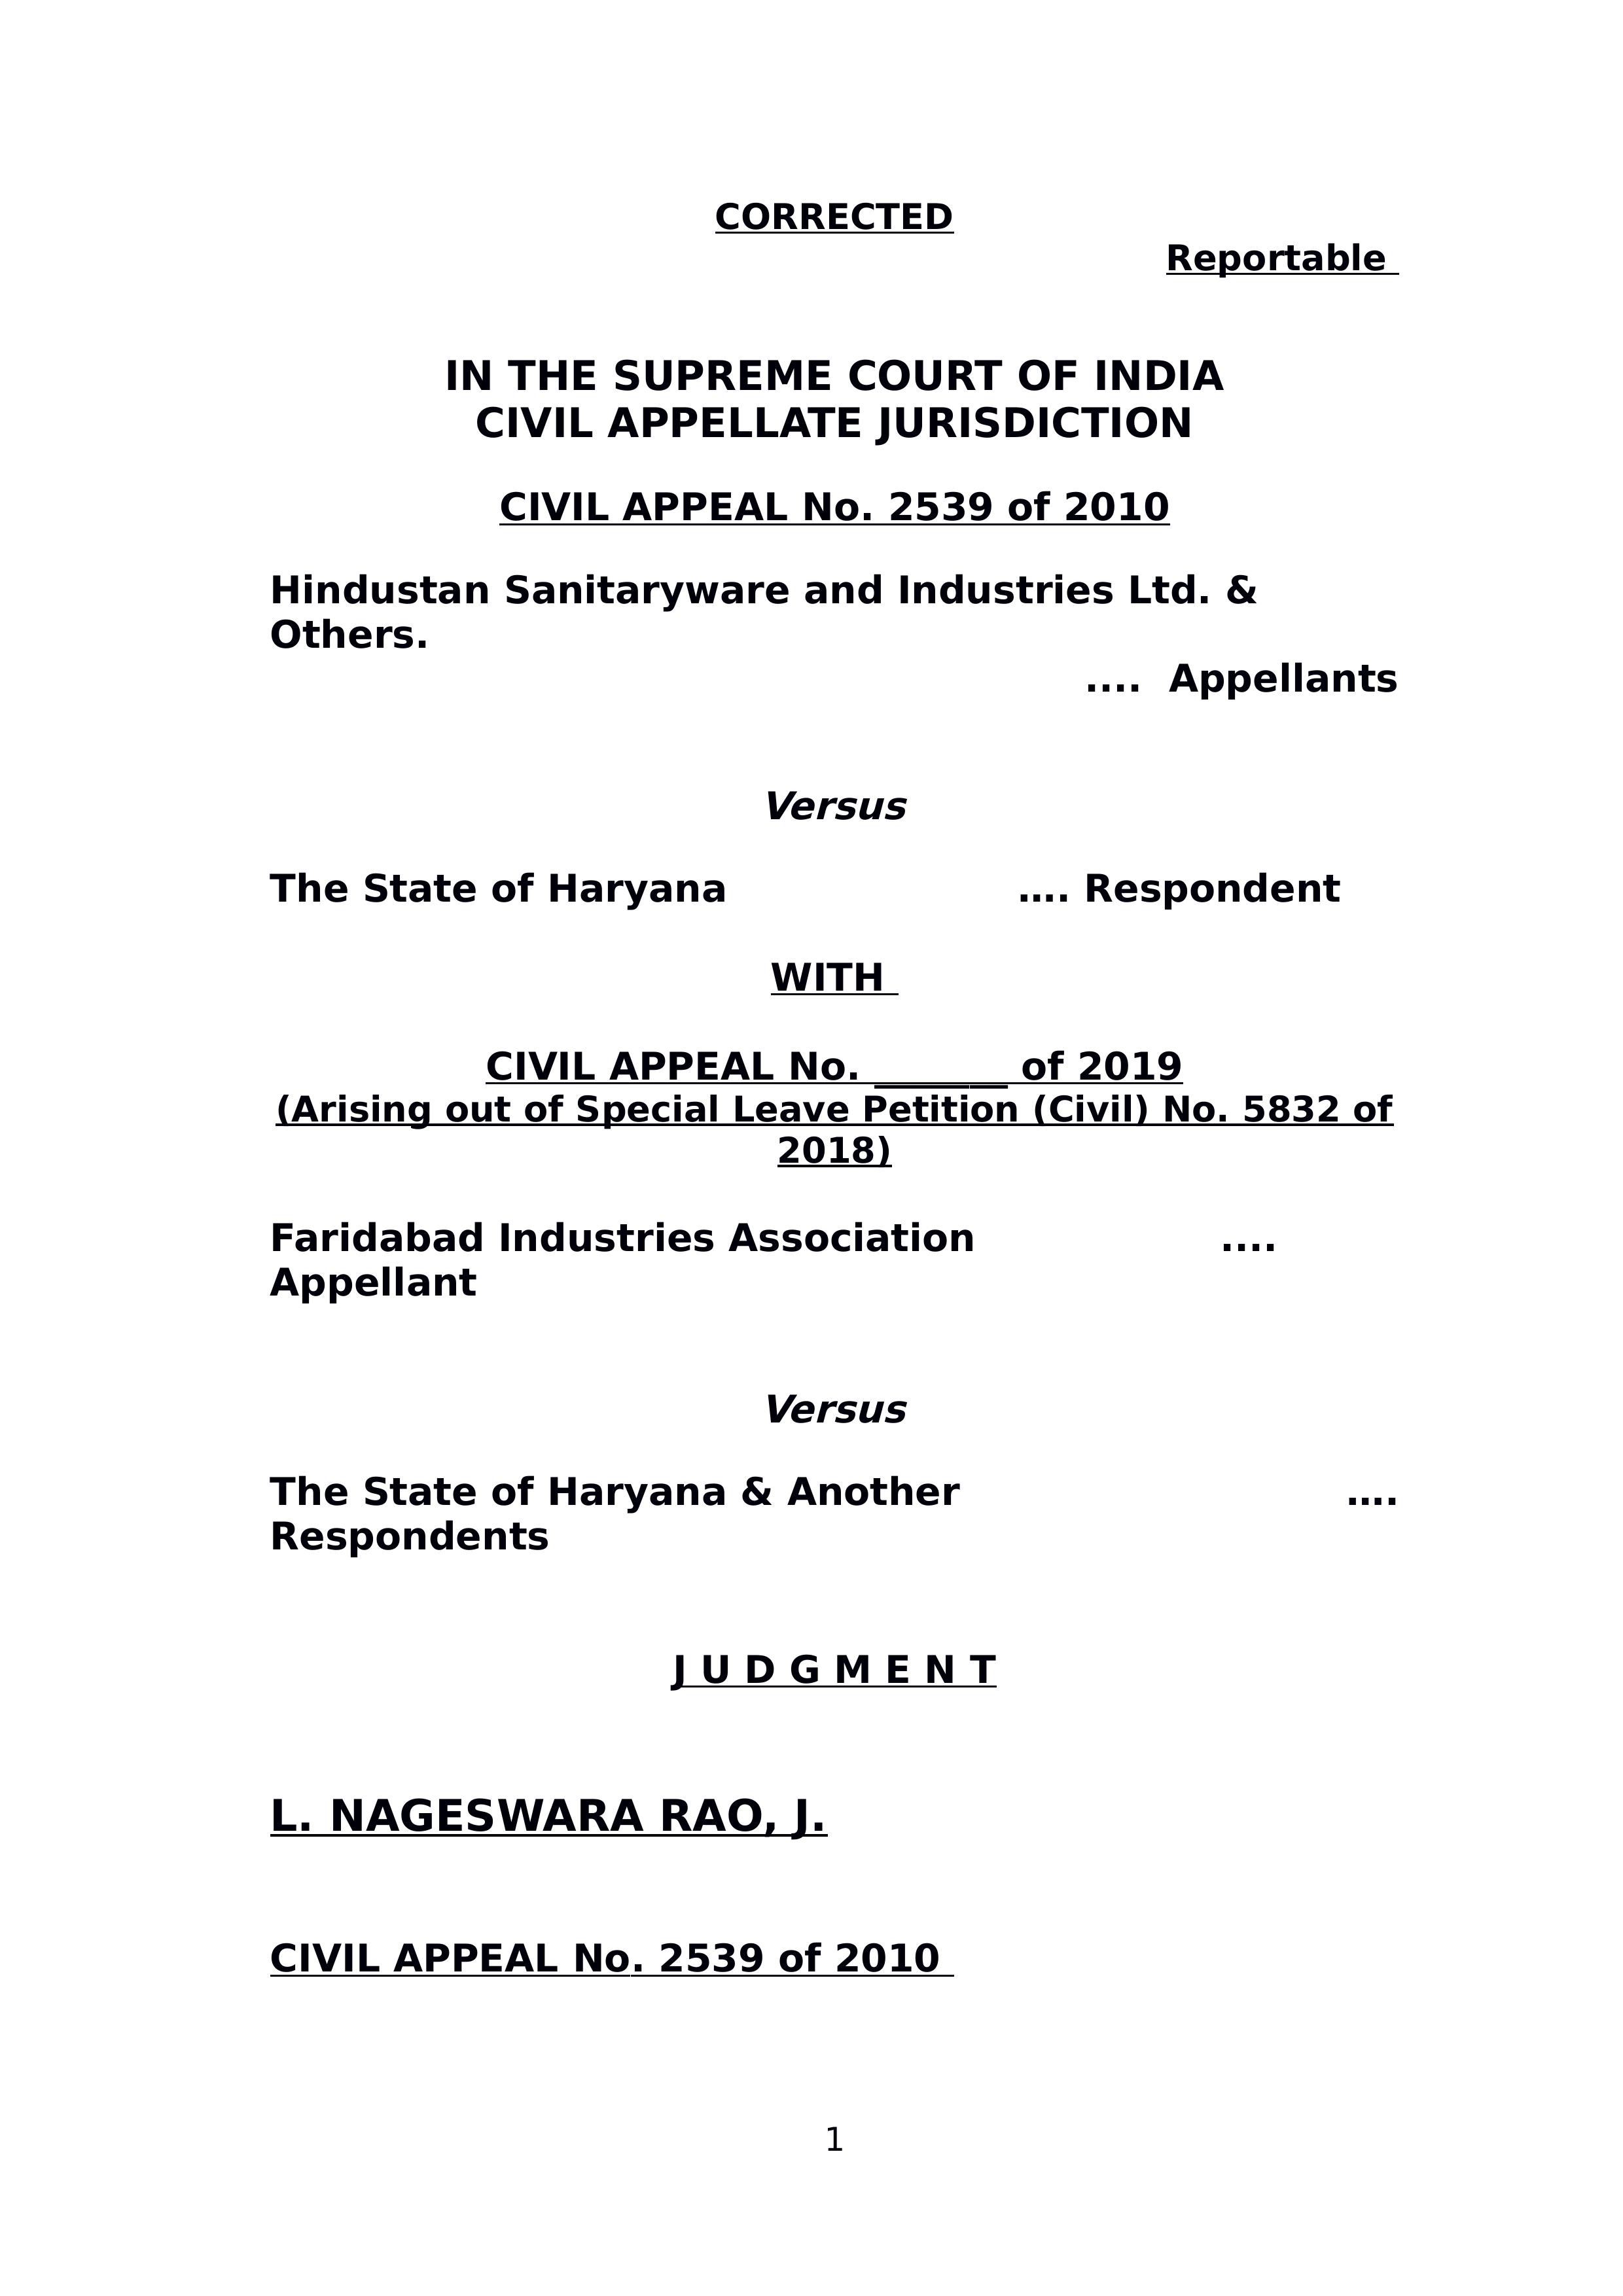 CORRECTED
Reportable
IN THE SUPREME COURT OF INDIA
CIVIL APPELLATE JURISDICTION
CIVIL APPEAL No. 2539 of 2010
Hindustan Sanitaryware and Industries Ltd. &
Others.
.... Appellants
Versus
The State of Haryana …. Respondent
WITH
CIVIL APPEAL No. _______ of 2019
(Arising out of Special Leave Petition (Civil) No. 5832 of
2018)
Faridabad Industries Association ....
Appellant
Versus
The State of Haryana & Another ….
Respondents
J U D G M E N T
L. NAGESWARA RAO, J.
CIVIL APPEAL No. 2539 of 2010
1